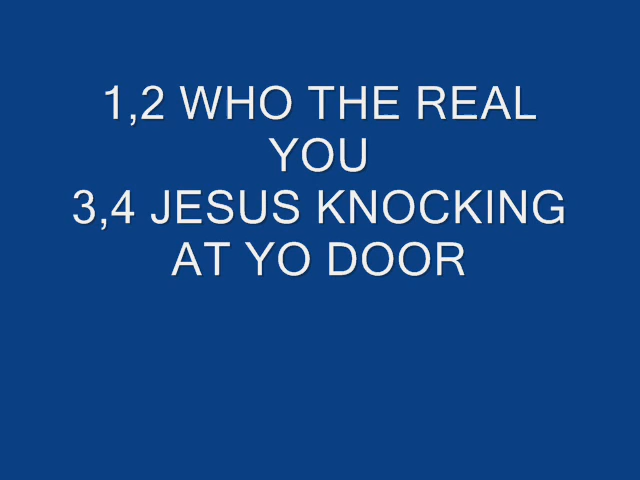 1,2 WHO THE REAL
YOU
3,4 JESUS KNOCKING
AT YO DOOR